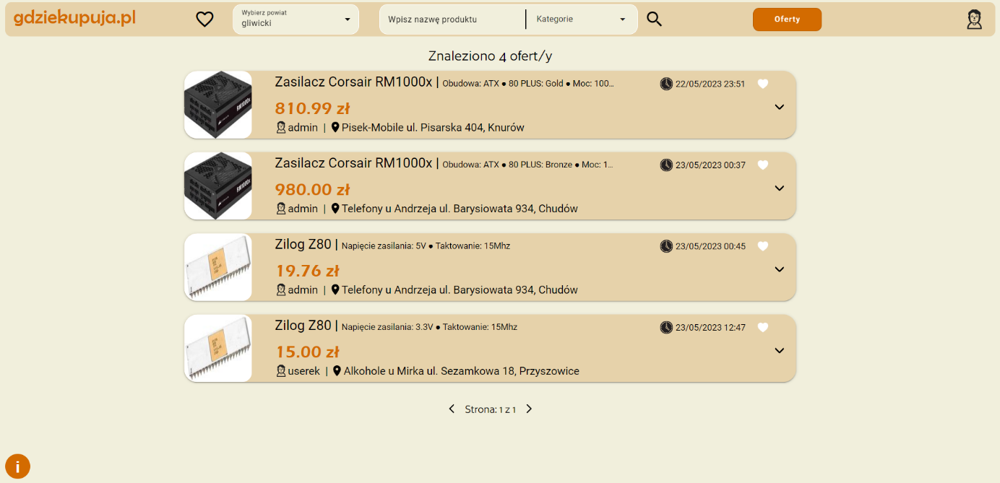 gdziekupuja.pl
Wybierz powiat
gliwicki
Wpisz nazwę produktu
Kategorie
Oferty
Znaleziono 4 ofert/y
Zasilacz Corsair RM1000x | Obudowa: ATX ● 80 PLUS: Gold ● Moc: 100...
22/05/2023 23:51
810.99 zł
admin | Pisek-Mobile ul. Pisarska 404, Knurów
RM1000x
Zasilacz Corsair RM1000x | Obudowa: ATX ● 80 PLUS: Bronze ● Moc: 1...
23/05/2023 00:37
980.00 zł
admin | Telefony u Andrzeja ul. Barysiowata 934, Chudów
RM1000x
Zilog Z80 | Napięcie zasilania: 5V ● Taktowanie: 15Mhz
23/05/2023 00:45
19.76 zł
admin | Telefony u Andrzeja ul. Barysiowata 934, Chudów
Zilog Z80 | Napięcie zasilania: 3.3V ● Taktowanie: 15Mhz
23/05/2023 12:47
15.00 zł
userek | Alkohole u Mirka ul. Sezamkowa 18, Przyszowice
Strona: 1 z 1
i